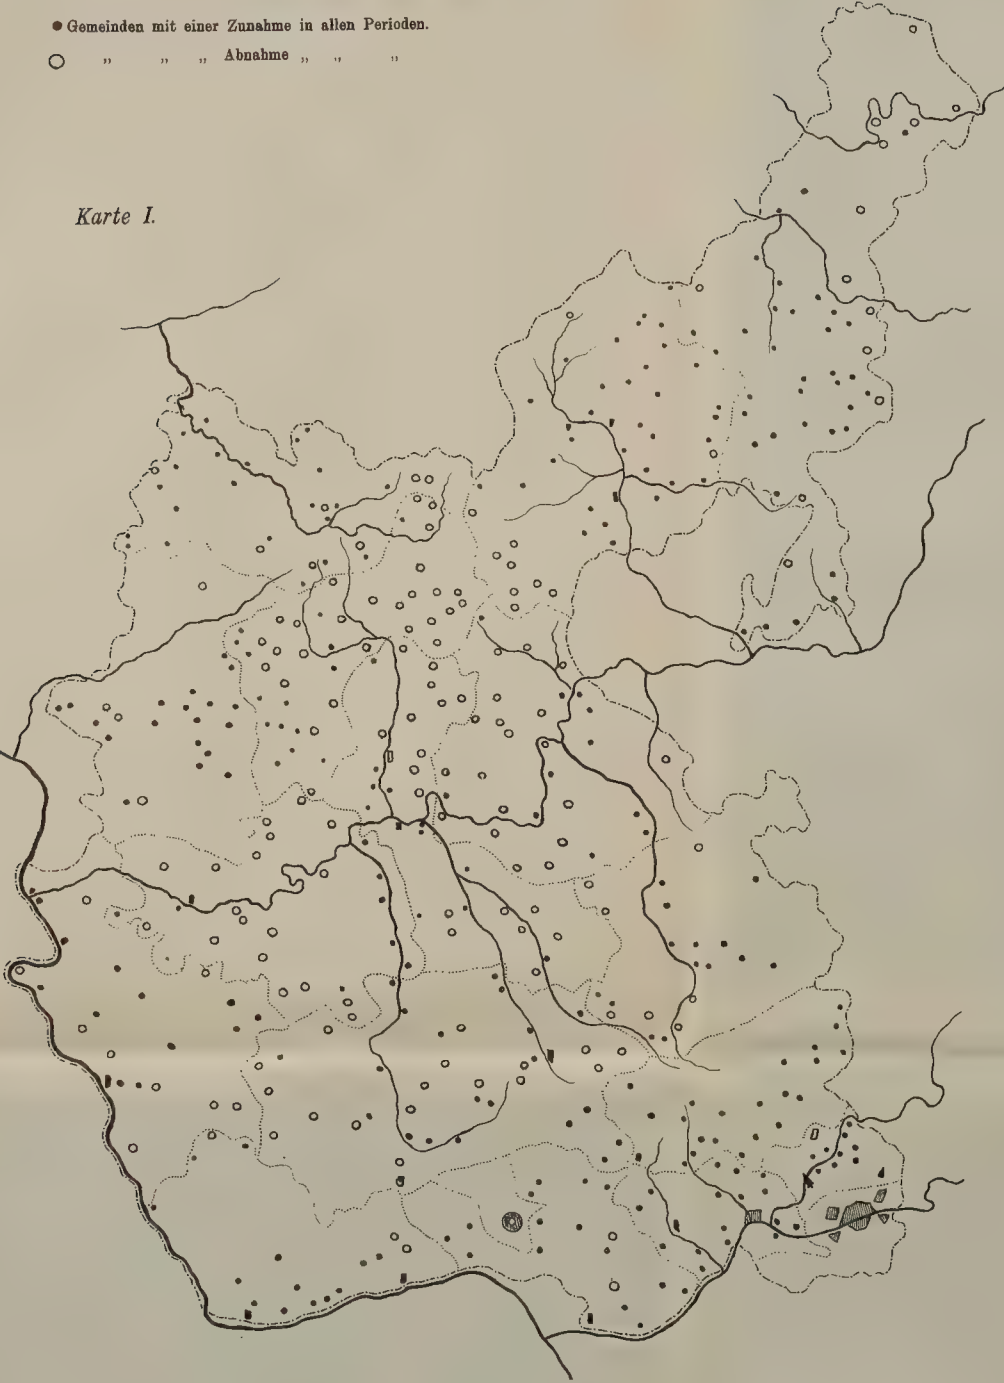 ● Gemeinden mit einer Zunahme in allen Perioden.
○ „ „ „ Abnahme „ „ „
Karte I.